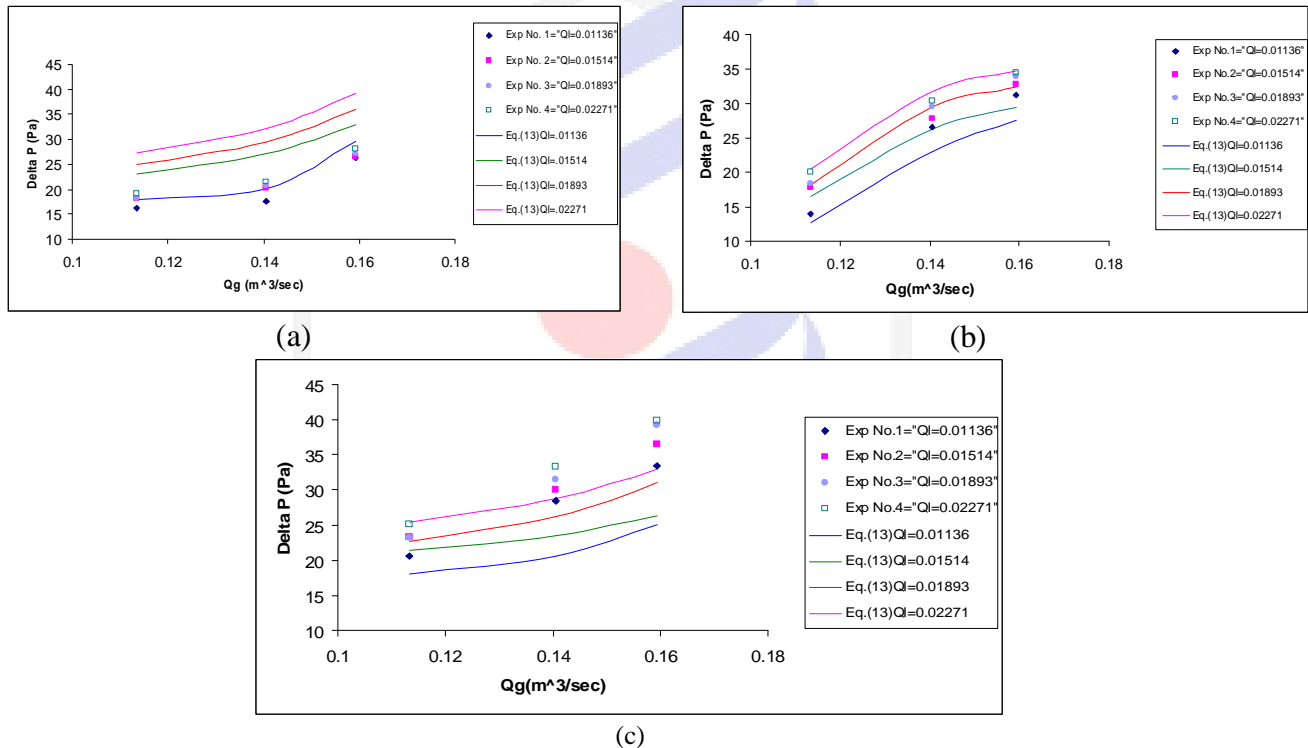 45
40
35
30
25
20
15
10
0.1
0.12
0.14
0.16
0.18
Delta P (Pa)
Qg (m^3/sec)
Exp No. 1="Ql=0.01136"
Exp No. 2="Ql=0.01514"
Exp No. 3="Ql=0.01893"
Exp No. 4="Ql=0.02271"
Eq.(13)Ql=.01136
Eq.(13)Ql=.01514
Eq.(13)Ql=.01893
Eq.(13)Ql=.02271
(a)
40
35
30
25
20
15
10
0.1
0.12
0.14
0.16
0.18
Delta P (Pa)
Qg(m^3/sec)
Exp No.1="Ql=0.01136"
Exp No.2="Ql=0.01514"
Exp No.3="Ql=0.01893"
Exp No.4="Ql=0.02271"
Eq.(13)Ql=0.01136
Eq.(13)Ql=0.01514
Eq.(13)Ql=0.01893
Eq.(13)Ql=0.02271
(b)
45
40
35
30
25
20
15
10
0.1
0.12
0.14
0.16
0.18
Delta P (Pa)
Qg(m^3/sec)
Exp No.1="Ql=0.01136"
Exp No.2="Ql=0.01514"
Exp No.3="Ql=0.01893"
Exp No.4="Ql=0.02271"
Eq.(13)Ql=0.01136
Eq.(13)Ql=0.01514
Eq.(13)Ql=0.01893
Eq.(13)Ql=0.02271
(c)